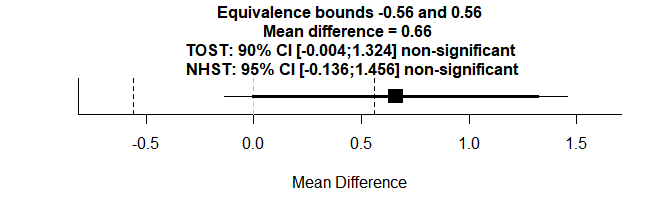 Equivalence bounds -0.56 and 0.56
Mean difference = 0.66
TOST: 90% CI [-0.004;1.324] non-significant
NHST: 95% CI [-0.136;1.456] non-significant
-0.5 0.0 0.5 1.0 1.5
Mean Difference